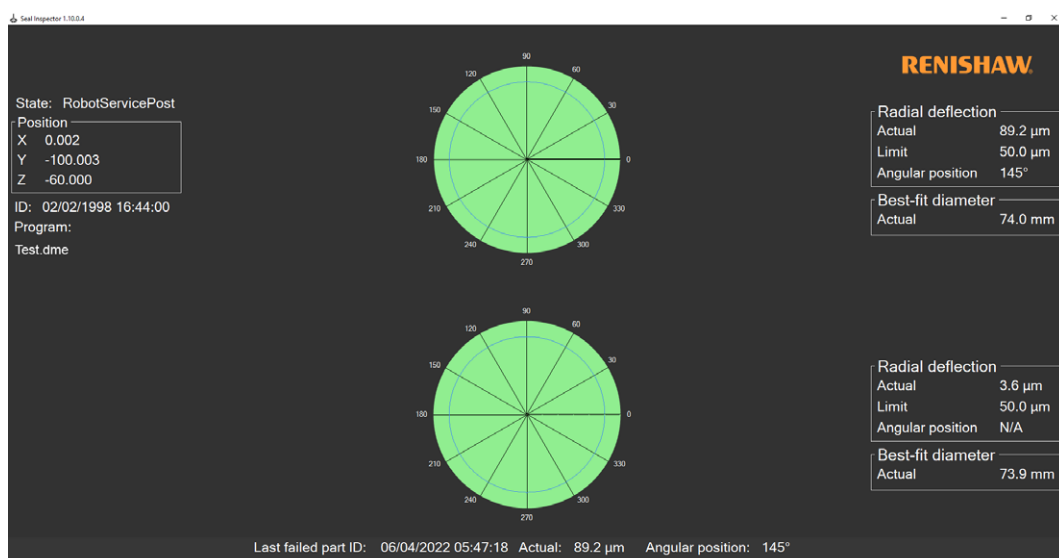 Seal Inspector 1.10.0.4
RENISHAW.
State: RobotServicePost
Position
X 0.002
Y -100.003
Z -60.000
ID: 02/02/1998 16:44:00
Program:
Test.dme
90
60
30
0
330
300
270
240
210
180
150
120
Radial deflection
Actual 89.2 µm
Limit 50.0 µm
Angular position 145°
Best-fit diameter
Actual 74.0 mm
90
60
30
0
330
300
270
240
210
180
150
120
Radial deflection
Actual 3.6 µm
Limit 50.0 µm
Angular position N/A
Best-fit diameter
Actual 73.9 mm
Last failed part ID: 06/04/2022 05:47:18 Actual: 89.2 µm Angular position: 145°